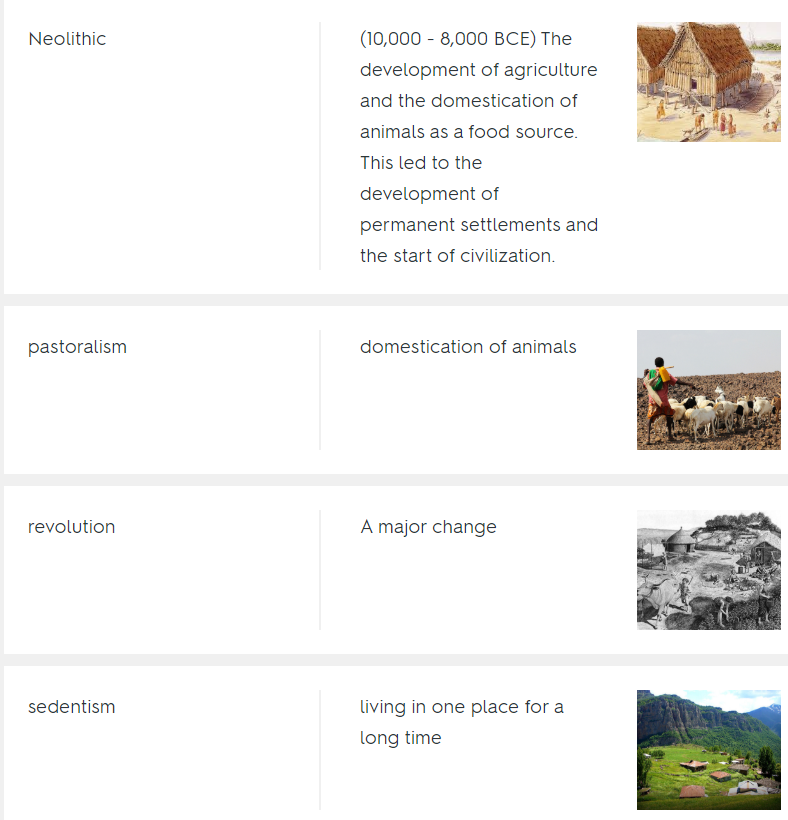 Neolithic
(10,000 - 8,000 BCE) The
development of agriculture
and the domestication of
animals as a food source.
This led to the
development of
permanent settlements and
the start of civilization.
pastoralism
domestication of animals
revolution
A major change
sedentism
living in one place for a
long time